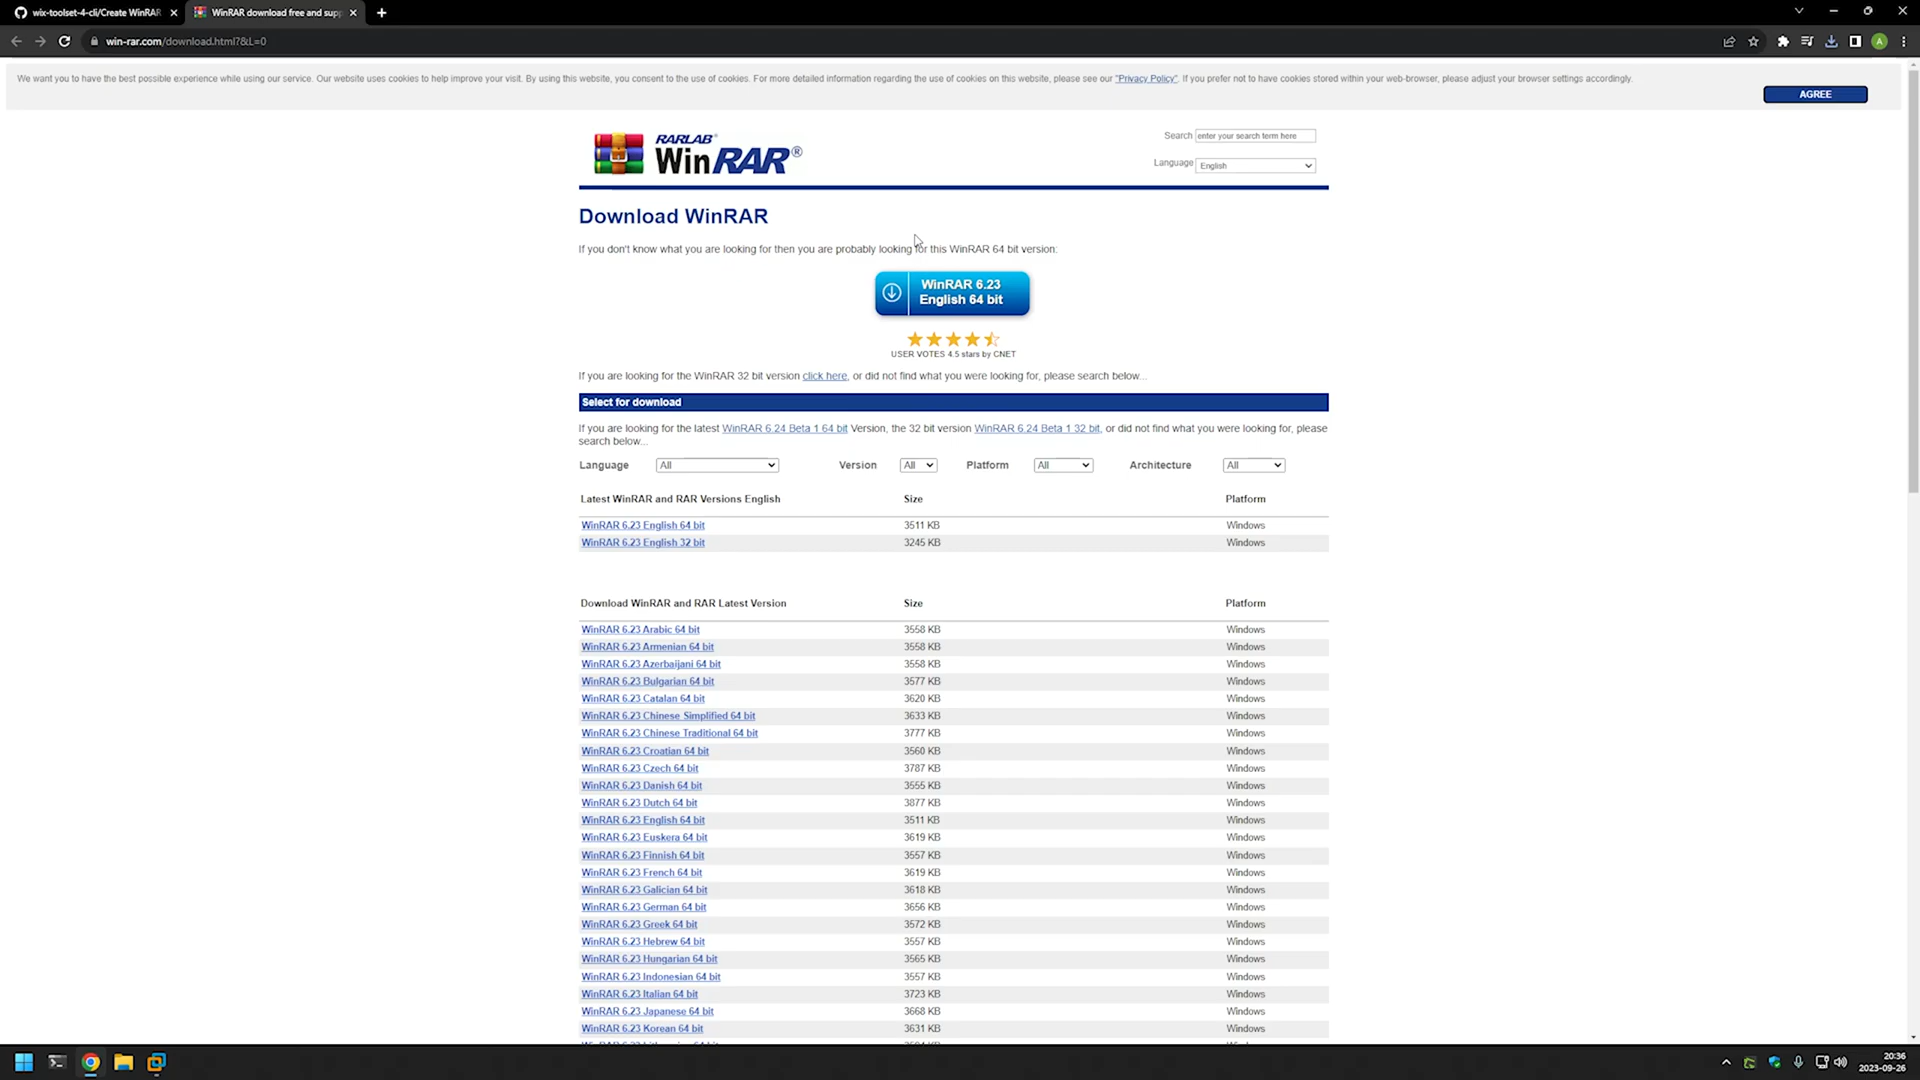 wix-toolset-4-cli/Create WinRAR
WinRAR download free and supp
win-rar.com/download.html?&L=0
A
We want you to have the best possible experience while using our service. Our website uses cookies to help improve your visit. By using this website, you consent to the use of cookies. For more detailed information regarding the use of cookies on this website, please see our "Privacy Policy". If you prefer not to have cookies stored within your web-browser, please adjust your browser settings accordingly.
AGREE
RARLAB®
WinRAR®
Search enter your search term here
Language English
Download WinRAR
If you don't know what you are looking for then you are probably looking for this WinRAR 64 bit version:
WinRAR 6.23
English 64 bit
USER VOTES 4.5 stars by CNET
If you are looking for the WinRAR 32 bit version click here, or did not find what you were looking for, please search below...
Select for download
If you are looking for the latest WinRAR 6.24 Beta 1 64 bit Version, the 32 bit version WinRAR 6.24 Beta 1 32 bit, or did not find what you were looking for, please
search below...
Language All Version All Platform All Architecture All
Latest WinRAR and RAR Versions English Size Platform
WinRAR 6.23 English 64 bit 3511 KB Windows
WinRAR 6.23 English 32 bit 3245 KB Windows
Download WinRAR and RAR Latest Version Size Platform
WinRAR 6.23 Arabic 64 bit 3558 KB Windows
WinRAR 6.23 Armenian 64 bit 3558 KB Windows
WinRAR 6.23 Azerbaijani 64 bit 3558 KB Windows
WinRAR 6.23 Bulgarian 64 bit 3577 KB Windows
WinRAR 6.23 Catalan 64 bit 3620 KB Windows
WinRAR 6.23 Chinese Simplified 64 bit 3633 KB Windows
WinRAR 6.23 Chinese Traditional 64 bit 3777 KB Windows
WinRAR 6.23 Croatian 64 bit 3560 KB Windows
WinRAR 6.23 Czech 64 bit 3787 KB Windows
WinRAR 6.23 Danish 64 bit 3555 KB Windows
WinRAR 6.23 Dutch 64 bit 3877 KB Windows
WinRAR 6.23 English 64 bit 3511 KB Windows
WinRAR 6.23 Euskera 64 bit 3619 KB Windows
WinRAR 6.23 Finnish 64 bit 3557 KB Windows
WinRAR 6.23 French 64 bit 3619 KB Windows
WinRAR 6.23 Galician 64 bit 3618 KB Windows
WinRAR 6.23 German 64 bit 3656 KB Windows
WinRAR 6.23 Greek 64 bit 3572 KB Windows
WinRAR 6.23 Hebrew 64 bit 3557 KB Windows
WinRAR 6.23 Hungarian 64 bit 3565 KB Windows
WinRAR 6.23 Indonesian 64 bit 3557 KB Windows
WinRAR 6.23 Italian 64 bit 3723 KB Windows
WinRAR 6.23 Japanese 64 bit 3668 KB Windows
WinRAR 6.23 Korean 64 bit 3631 KB Windows
20:36
2023-09-26